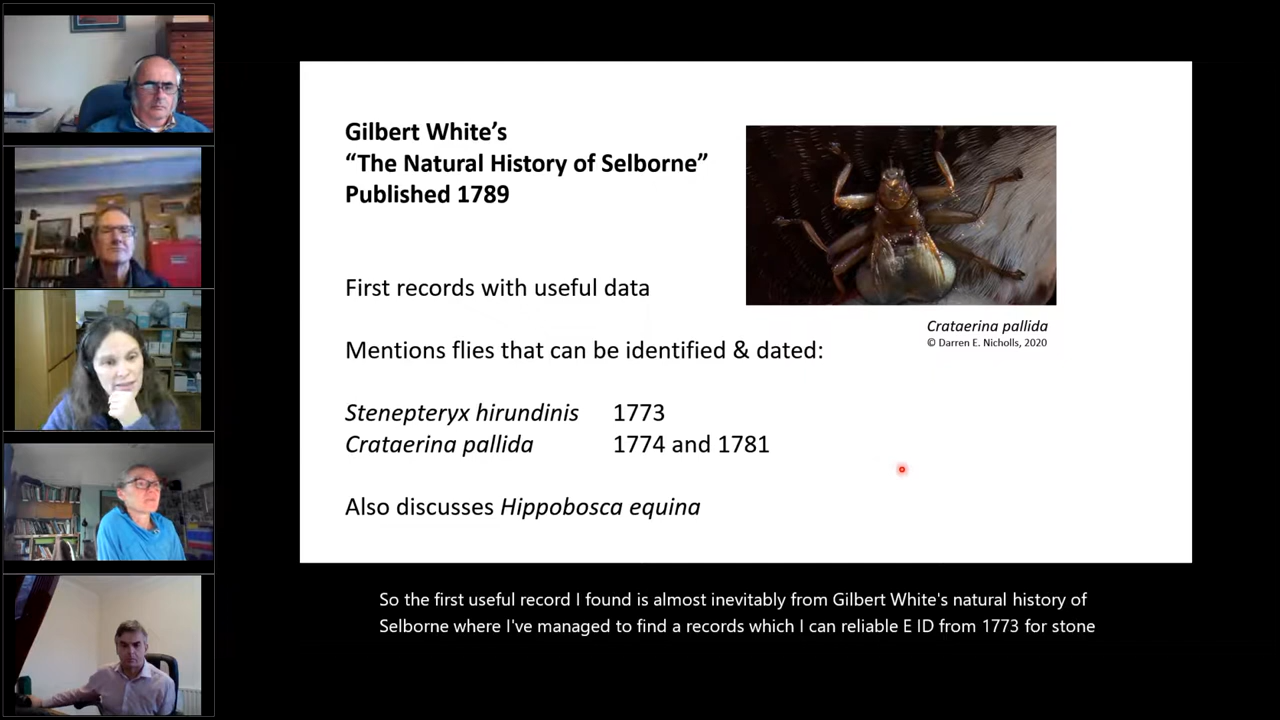 Gilbert White’s
“The Natural History of Selborne”
Published 1789
First records with useful data
Mentions flies that can be identified & dated:
Stenepteryx hirundinis 1773
Crataerina pallida 1774 and 1781
Also discusses Hippobosca equina
Crataerina pallida
© Darren E. Nicholls, 2020
So the first useful record I found is almost inevitably from Gilbert White's natural history of
Selborne where I've managed to find a records which I can reliable E ID from 1773 for stone